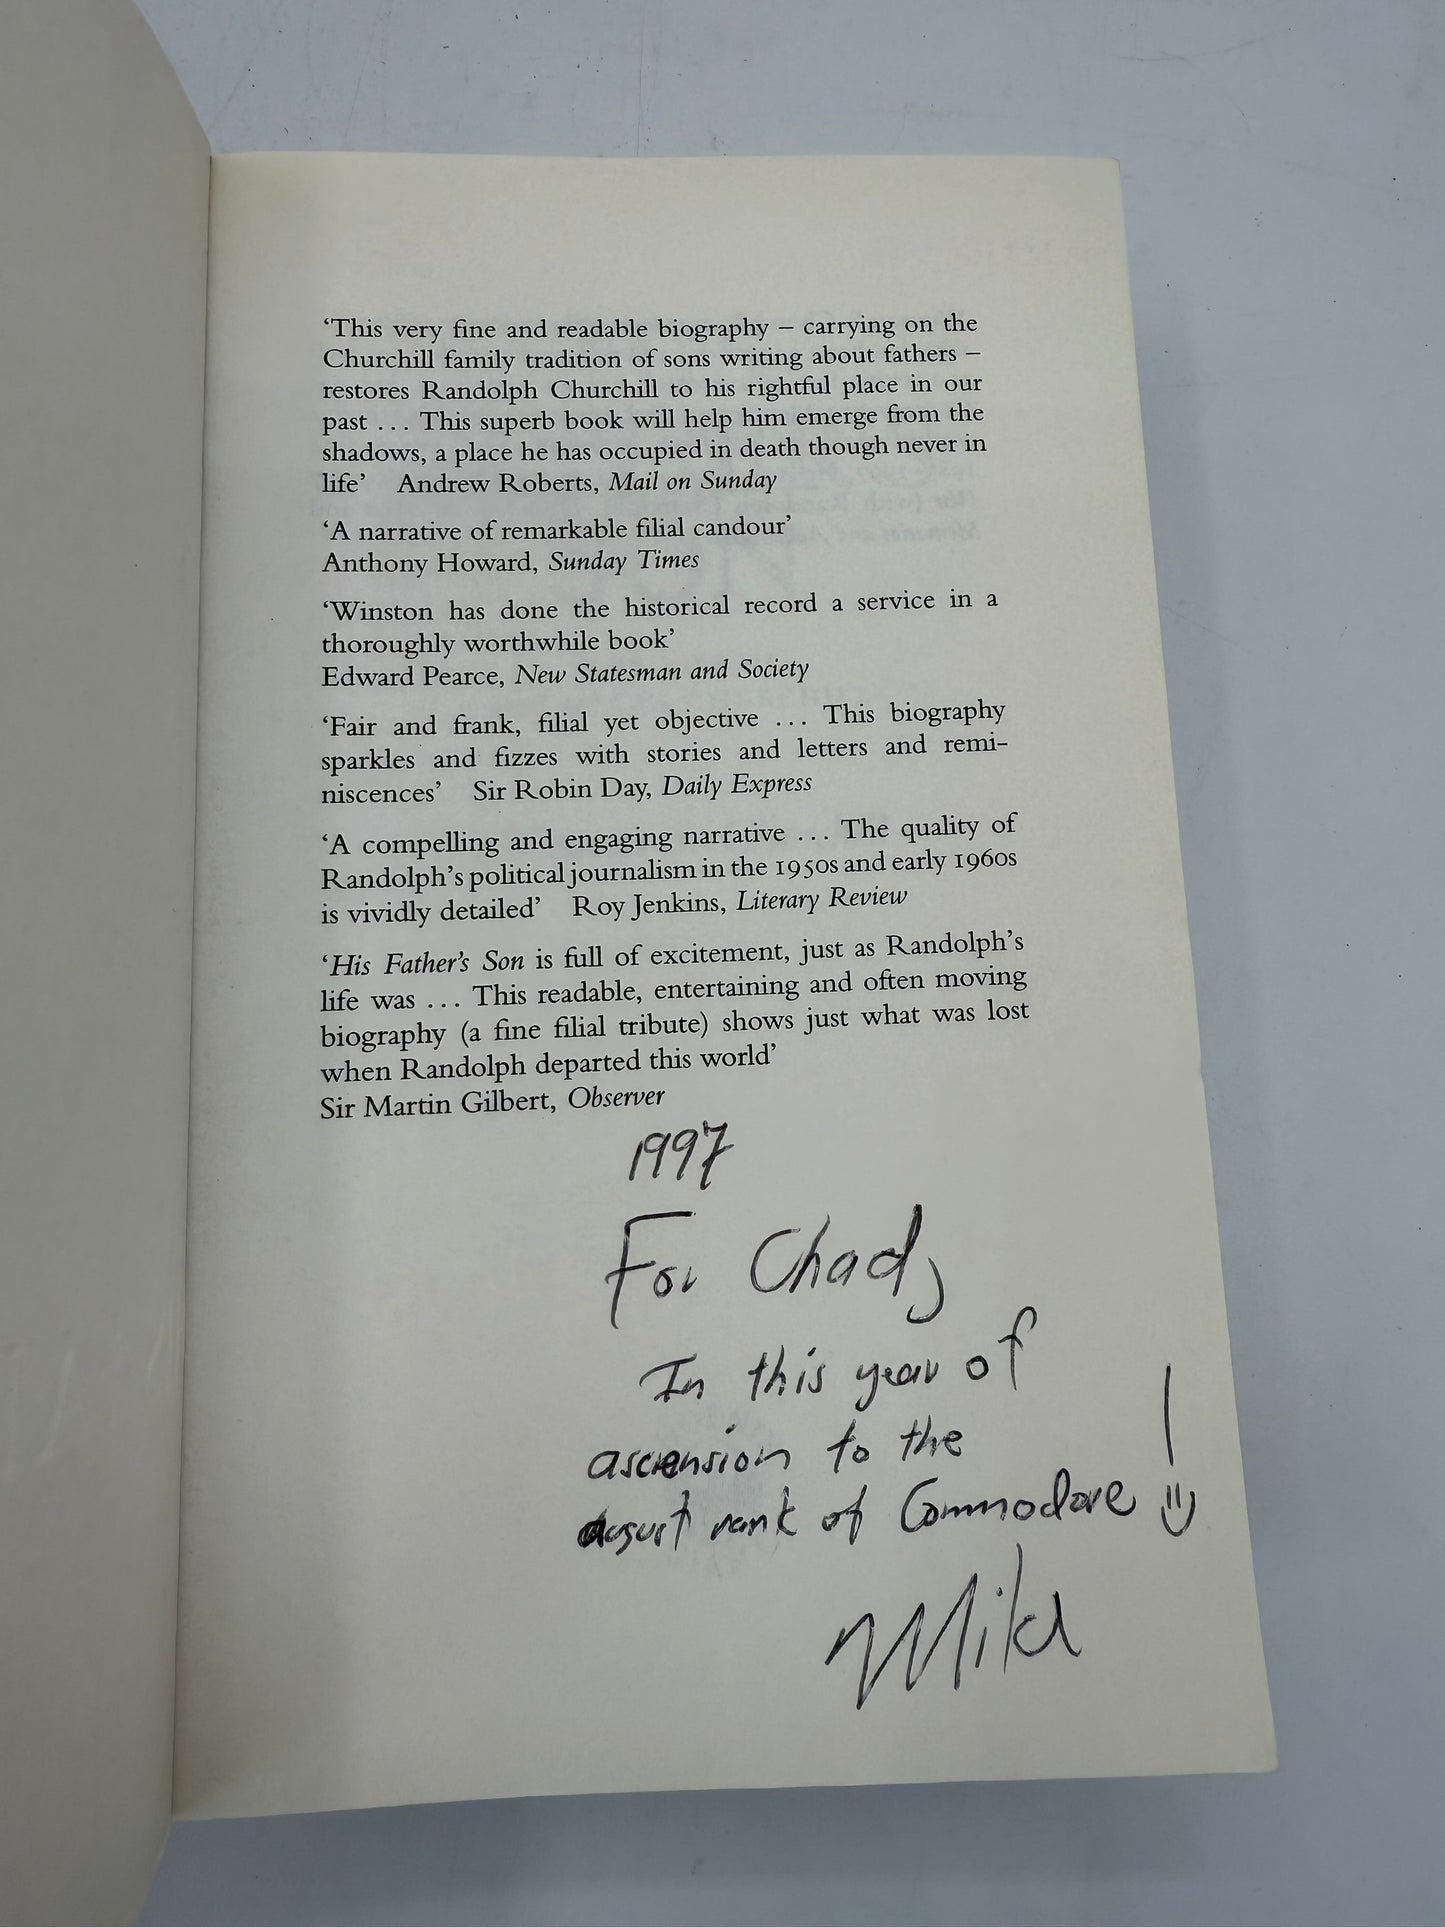 ‘This very fine and readable biography – carrying on the
Churchill family tradition of sons writing about fathers –
restores Randolph Churchill to his rightful place in our
past ... This superb book will help him emerge from the
shadows, a place he has occupied in death though never in
life’ Andrew Roberts, Mail on Sunday
‘A narrative of remarkable filial candour’
Anthony Howard, Sunday Times
‘Winston has done the historical record a service in a
thoroughly worthwhile book’
Edward Pearce, New Statesman and Society
‘Fair and frank, filial yet objective ... This biography
sparkles and fizzes with stories and letters and remi-
niscences’ Sir Robin Day, Daily Express
‘A compelling and engaging narrative ... The quality of
Randolph’s political journalism in the 1950s and early 1960s
is vividly detailed’ Roy Jenkins, Literary Review
‘His Father’s Son is full of excitement, just as Randolph’s
life was ... This readable, entertaining and often moving
biography (a fine filial tribute) shows just what was lost
when Randolph departed this world’
Sir Martin Gilbert, Observer
1997
For Chad,
In this year of
ascension to the
august rank of Commodore!
Mike